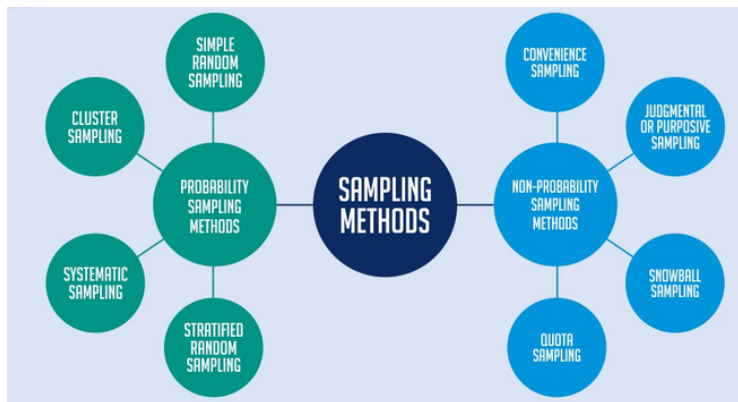 SIMPLE
RANDOM
SAMPLING
CLUSTER
SAMPLING
PROBABILITY
SAMPLING
METHODS
SYSTEMATIC
SAMPLING
STRATIFIED
RANDOM
SAMPLING
SAMPLING
METHODS
CONVENIENCE
SAMPLING
JUDGMENTAL
OR PURPOSIVE
SAMPLING
NON-PROBABILITY
SAMPLING
METHODS
SNOWBALL
SAMPLING
QUOTA
SAMPLING